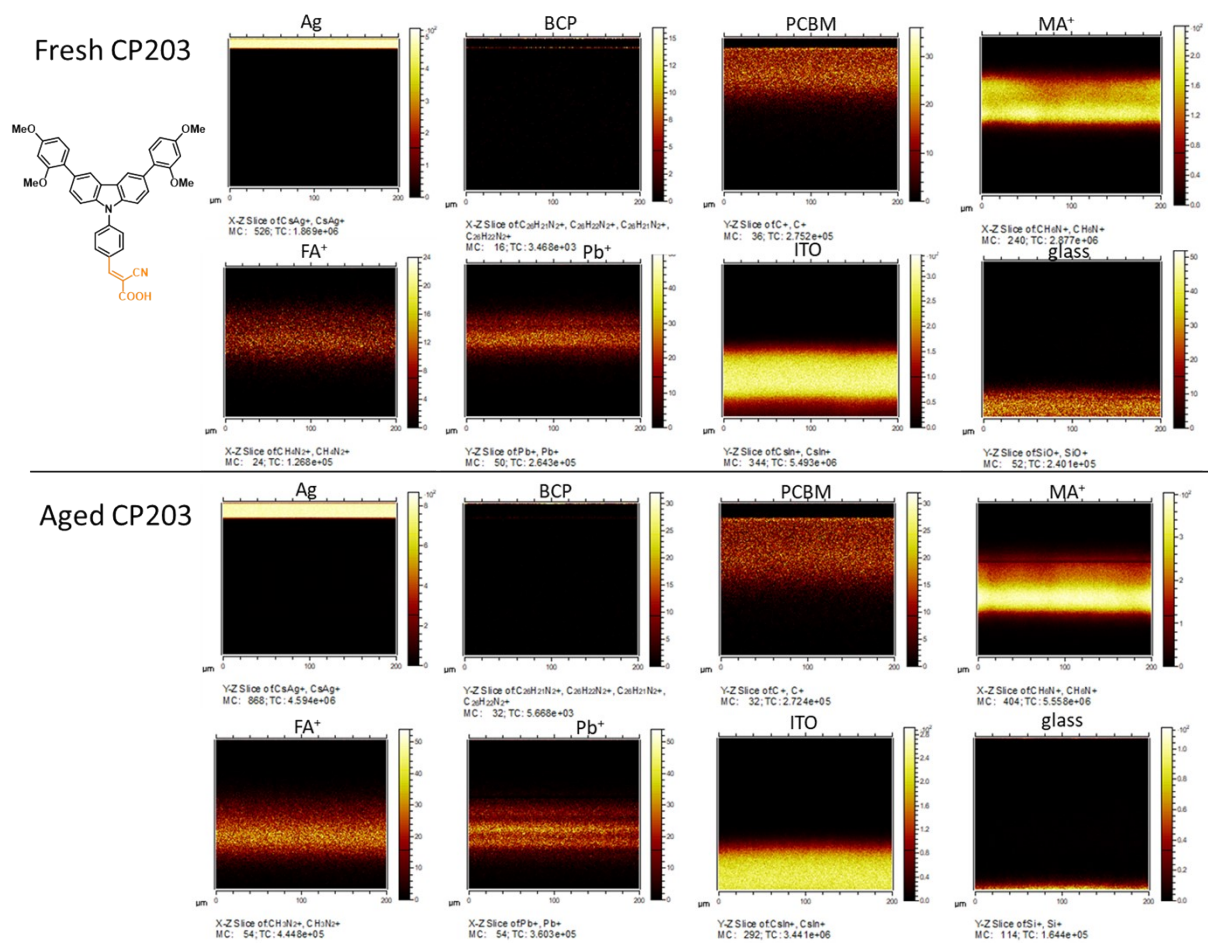 Fresh CP203
Ag
BCP
PCBM
MA⁺
X-Z Slice of CsAg+, CsAg+
MC: 526; TC: 1.869e+06
X-Z Slice of C26H21N2+, C26H22N2+, C26H21N2+,
C26H22N2+
MC: 16; TC: 3.468e+03
Y-Z Slice of C+, C+
MC: 36; TC: 2.752e+05
X-Z Slice of CH6N+, CH6N+
MC: 240; TC: 2.877e+06
OMe
OMe
MeO
OMe
N
CN
COOH
FA⁺
Pb⁺
ITO
glass
X-Z Slice of CH4N2+, CH4N2+
MC: 24; TC: 1.268e+05
Y-Z Slice of Pb+, Pb+
MC: 50; TC: 2.643e+05
Y-Z Slice of CsIn+, CsIn+
MC: 344; TC: 5.493e+06
Y-Z Slice of SiO+, SiO+
MC: 52; TC: 2.401e+05
Aged CP203
Ag
BCP
PCBM
MA⁺
Y-Z Slice of CsAg+, CsAg+
MC: 868; TC: 4.594e+06
Y-Z Slice of C26H21N2+, C26H22N2+, C26H21N2+,
C26H22N2+
MC: 32; TC: 5.668e+03
Y-Z Slice of C+, C+
MC: 32; TC: 2.724e+05
X-Z Slice of CH6N+, CH6N+
MC: 404; TC: 5.558e+06
FA⁺
Pb⁺
ITO
glass
X-Z Slice of CH3N2+, CH3N2+
MC: 54; TC: 4.448e+05
X-Z Slice of Pb+, Pb+
MC: 54; TC: 3.603e+05
Y-Z Slice of CsIn+, CsIn+
MC: 292; TC: 3.441e+06
Y-Z Slice of Si+, Si+
MC: 114; TC: 1.644e+05